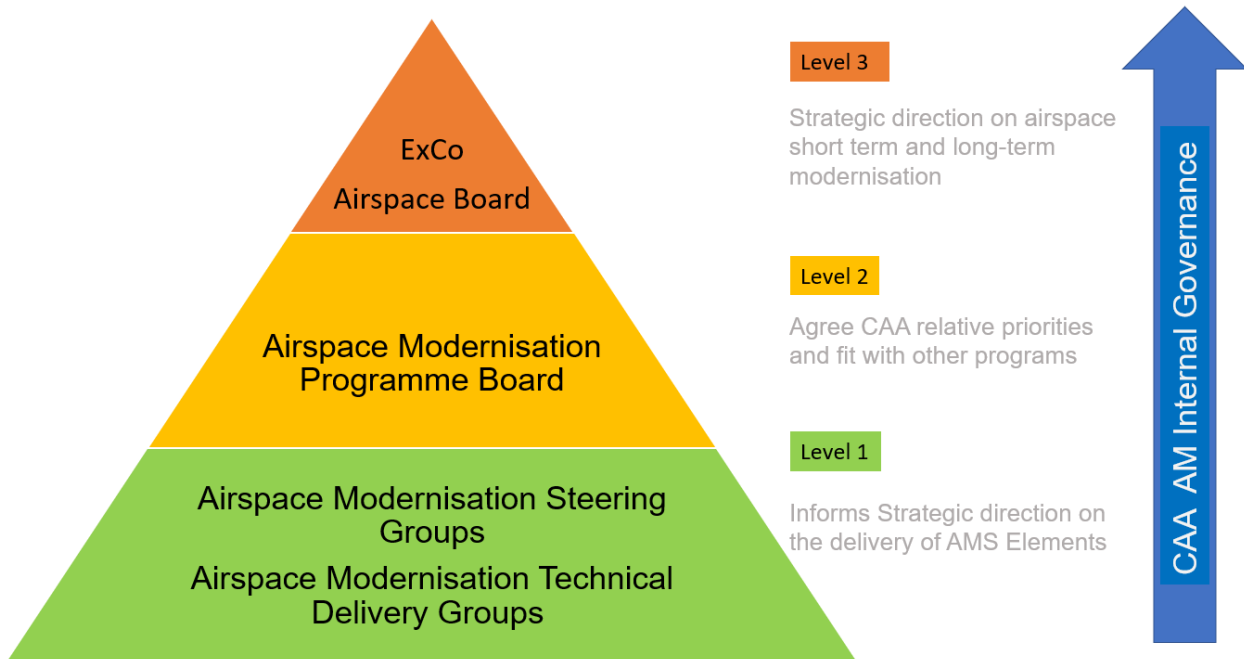 ExCo
Airspace Board
Airspace Modernisation
Programme Board
Airspace Modernisation Steering
Groups
Airspace Modernisation Technical
Delivery Groups
Level 3
Strategic direction on airspace
short term and long-term
modernisation
Level 2
Agree CAA relative priorities
and fit with other programs
Level 1
Informs Strategic direction on
the delivery of AMS Elements
CAA AM Internal Governance